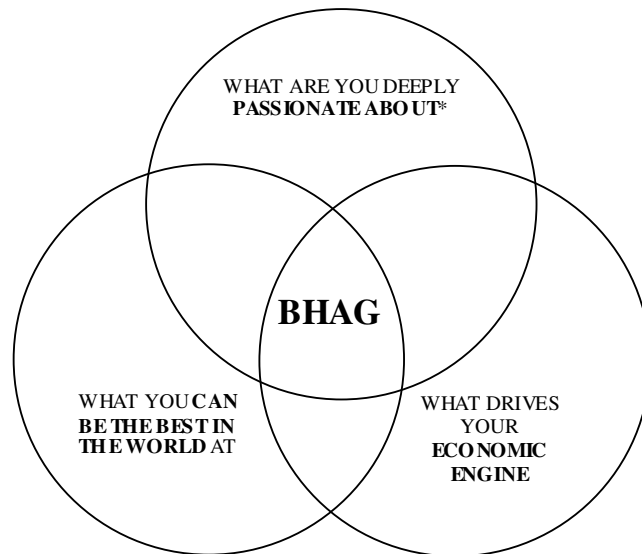 WHAT ARE YOU DEEPLY
PASSIONATE ABOUT*
BHAG
WHAT YOU CAN
BE THE BEST IN
THE WORLD AT
WHAT DRIVES
YOUR
ECONOMIC
ENGINE